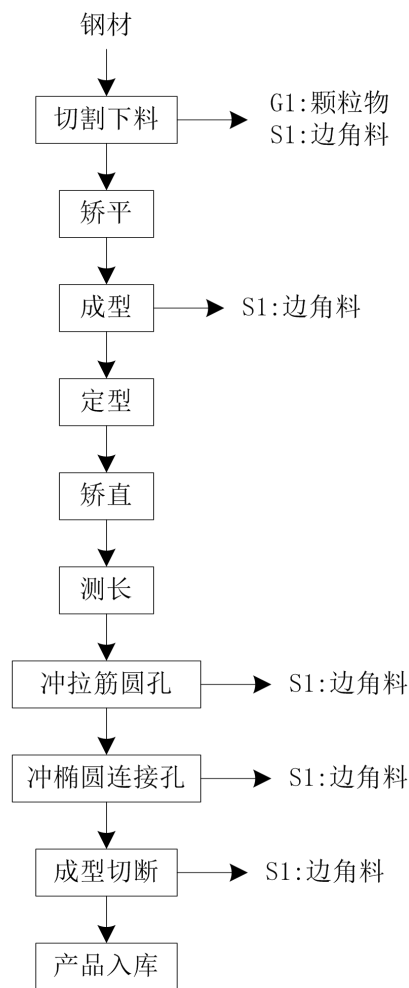 钢材
切割下料
G1:颗粒物
S1:边角料
矫平
成型
S1:边角料
定型
矫直
测长
冲拉筋圆孔
S1:边角料
冲椭圆连接孔
S1:边角料
成型切断
S1:边角料
产品入库